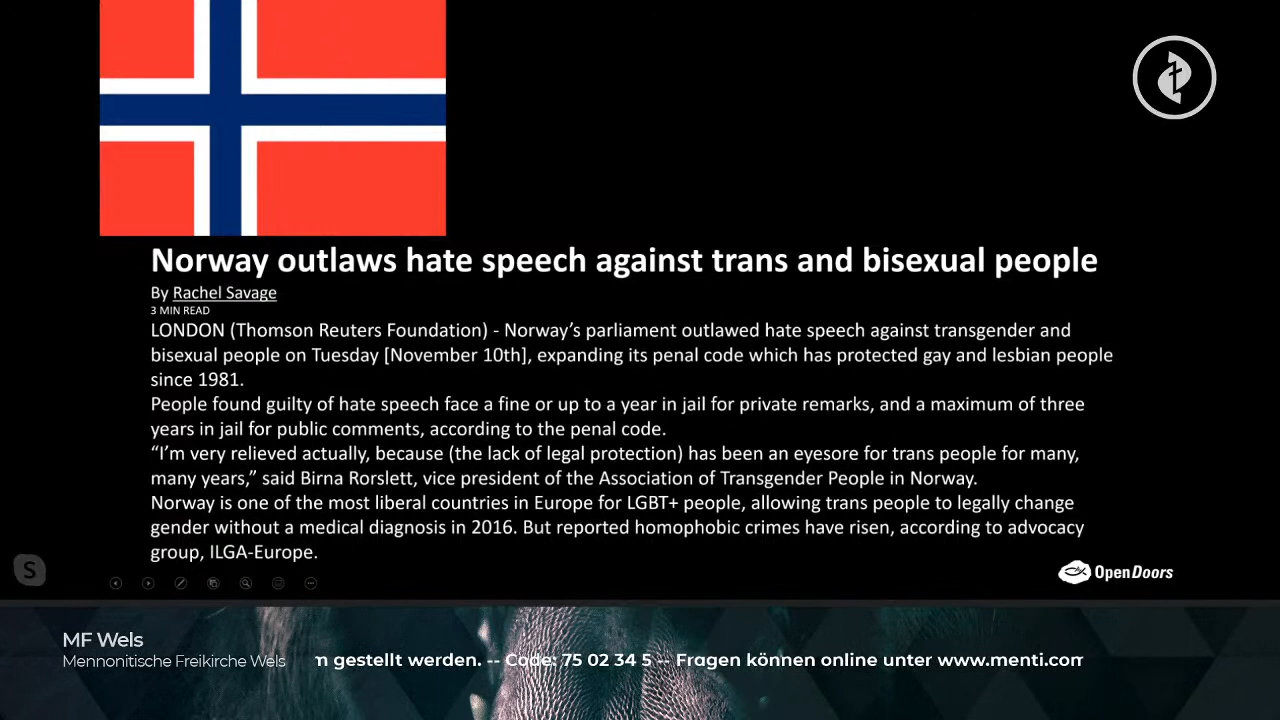 Norway outlaws hate speech against trans and bisexual people
By Rachel Savage
3 MIN READ
LONDON (Thomson Reuters Foundation) - Norway’s parliament outlawed hate speech against transgender and
bisexual people on Tuesday [November 10th], expanding its penal code which has protected gay and lesbian people
since 1981.
People found guilty of hate speech face a fine or up to a year in jail for private remarks, and a maximum of three
years in jail for public comments, according to the penal code.
“I’m very relieved actually, because (the lack of legal protection) has been an eyesore for trans people for many,
many years,” said Birna Rorslett, vice president of the Association of Transgender People in Norway.
Norway is one of the most liberal countries in Europe for LGBT+ people, allowing trans people to legally change
gender without a medical diagnosis in 2016. But reported homophobic crimes have risen, according to advocacy
group, ILGA-Europe.
S
OpenDoors
MF Wels
Mennonitische Freikirche Wels
n gestellt werden. -- Code: 75 02 34 5 -- Fragen können online unter www.menti.com